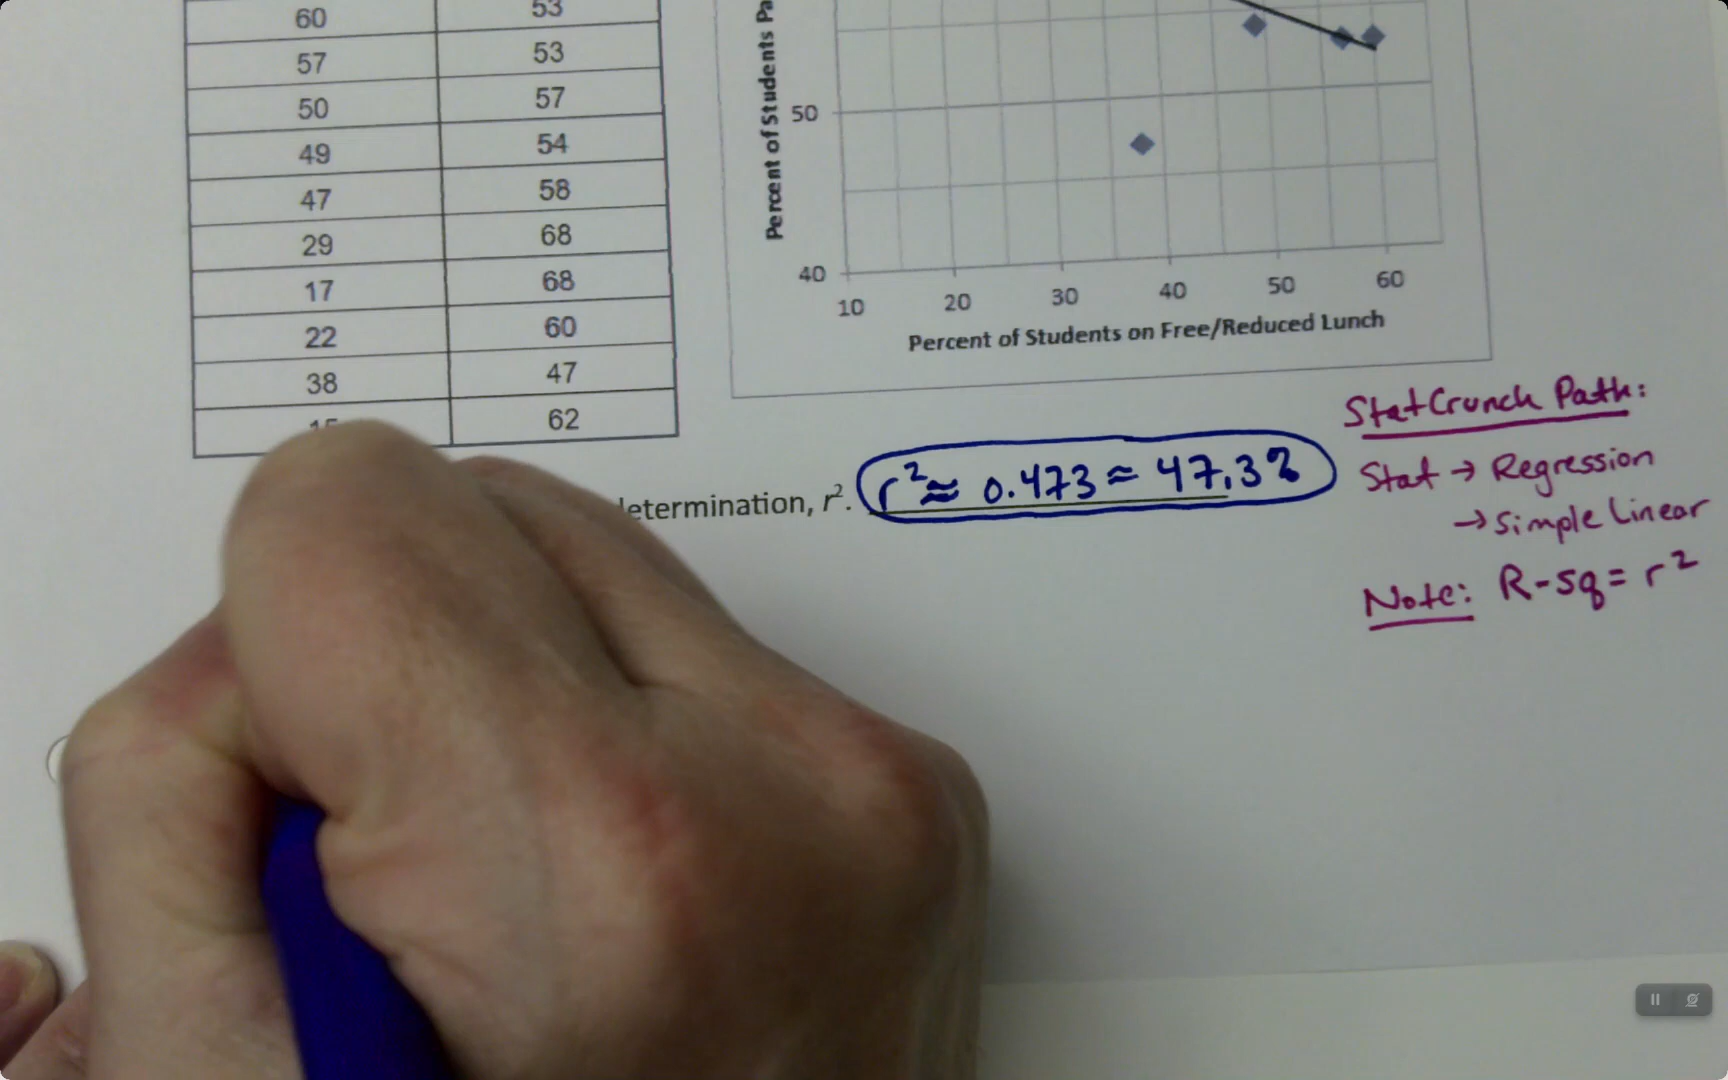 60 53
57 53
50 57
49 54
47 58
29 68
17 68
22 60
38 47
62
Percent of Students
50
40
10 20 30 40 50 60
Percent of Students on Free/Reduced Lunch
StatCrunch Path:
Stat → Regression
→ Simple Linear
Note: R-sq = r²
determination, r². r² ≈ 0.473 ≈ 47.3%